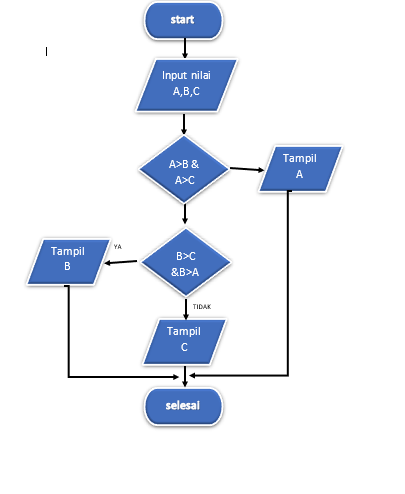 start
Input nilai
A,B,C
A>B &
A>C
Tampil
A
B>C
&B>A
YA
Tampil
B
TIDAK
Tampil
C
selesai